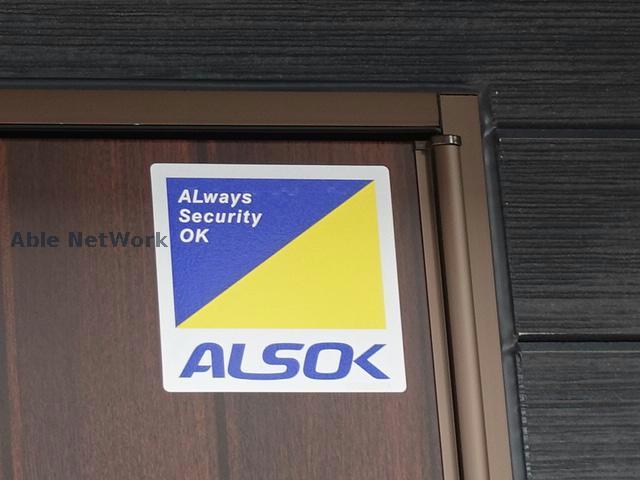 ALways
Security
OK
Able NetWork
ALSOK